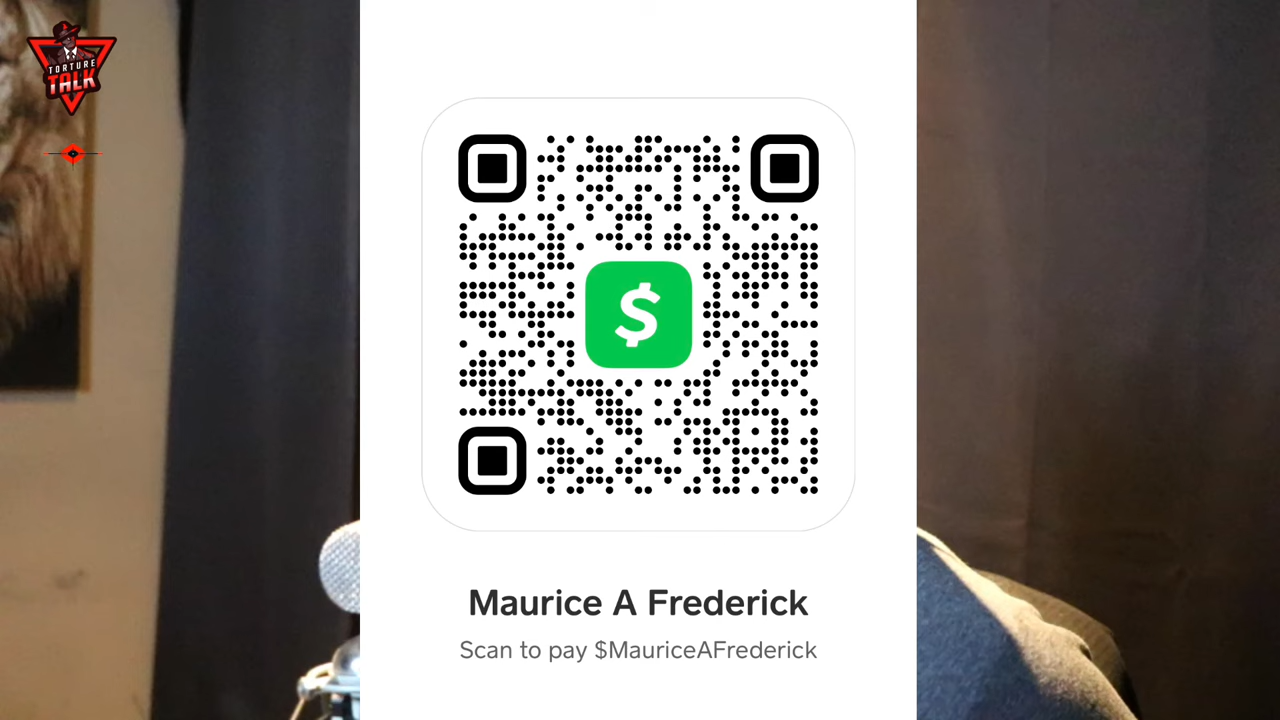 TORTURE
TALK
$
Maurice A Frederick
Scan to pay $MauriceAFrederick